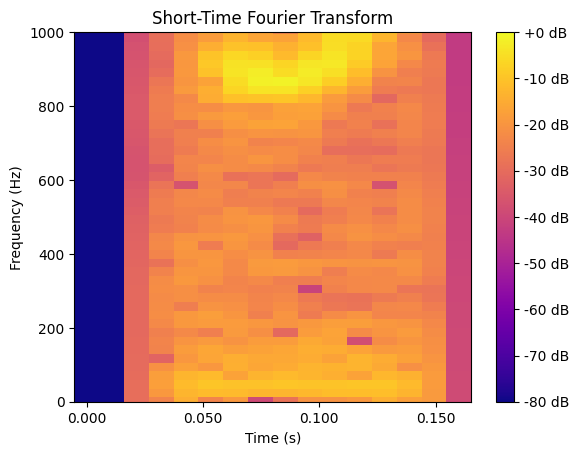 Short-Time Fourier Transform
1000
800
600
400
200
0
Frequency (Hz)
0.000
0.050
0.100
0.150
Time (s)
+0 dB
-10 dB
-20 dB
-30 dB
-40 dB
-50 dB
-60 dB
-70 dB
-80 dB